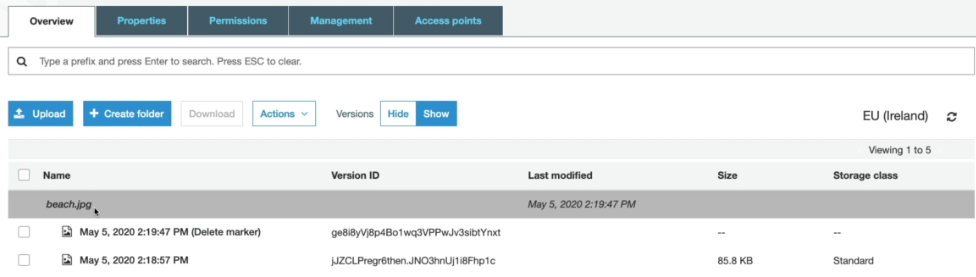 Overview Properties Permissions Management Access points
Type a prefix and press Enter to search. Press ESC to clear.
Upload + Create folder Download Actions Versions Hide Show EU (Ireland)
Viewing 1 to 5
Name Version ID Last modified Size Storage class
beach.jpg May 5, 2020 2:19:47 PM
May 5, 2020 2:19:47 PM (Delete marker) ge8i8yVj8p4Bo1wq3VPPwJv3sibtYnxt -- --
May 5, 2020 2:18:57 PM jJZCLPregr6then.JNO3hnUj1i8Fhp1c 85.8 KB Standard